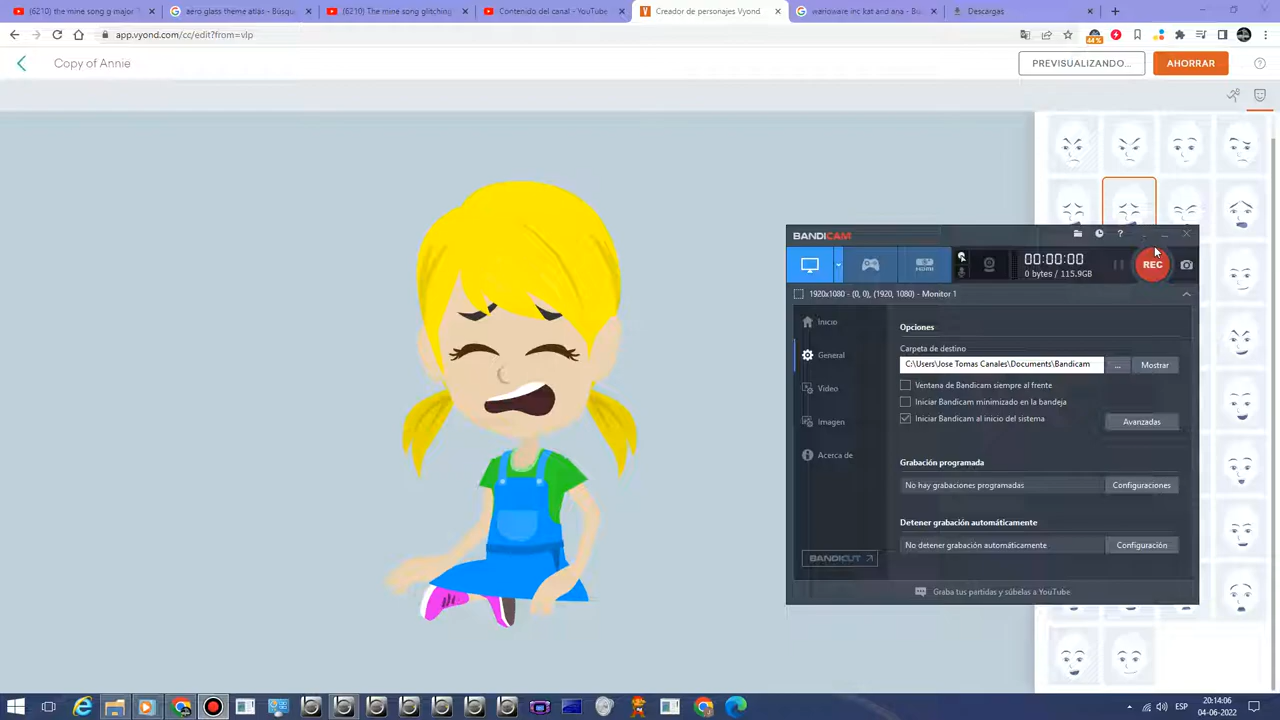 (6210) The mine song g major
aero glass theme atlas - Búsqu
(6210) The mine song glitching
Contenido del canal - YouTube
Creador de personajes Vyond
warioware inc kat and ana - Bu
Descargas
app.vyond.com/cc/edit?from=vlp
44 %
Copy of Annie
PREVISUALIZANDO...
AHORRAR
BANDICAM
HDMI
00:00:00
0 bytes / 115.9GB
REC
1920x1080 - (0, 0), (1920, 1080) - Monitor 1
Inicio
General
Video
Imagen
Acerca de
BANDICUT
Opciones
Carpeta de destino
C:\Users\Jose Tomas Canales\Documents\Bandicam
...
Mostrar
Ventana de Bandicam siempre al frente
Iniciar Bandicam minimizado en la bandeja
Iniciar Bandicam al inicio del sistema
Avanzadas
Grabación programada
No hay grabaciones programadas
Configuraciones
Detener grabación automáticamente
No detener grabación automáticamente
Configuración
Graba tus partidas y súbelas a YouTube
ESP
20:14:06
04-06-2022